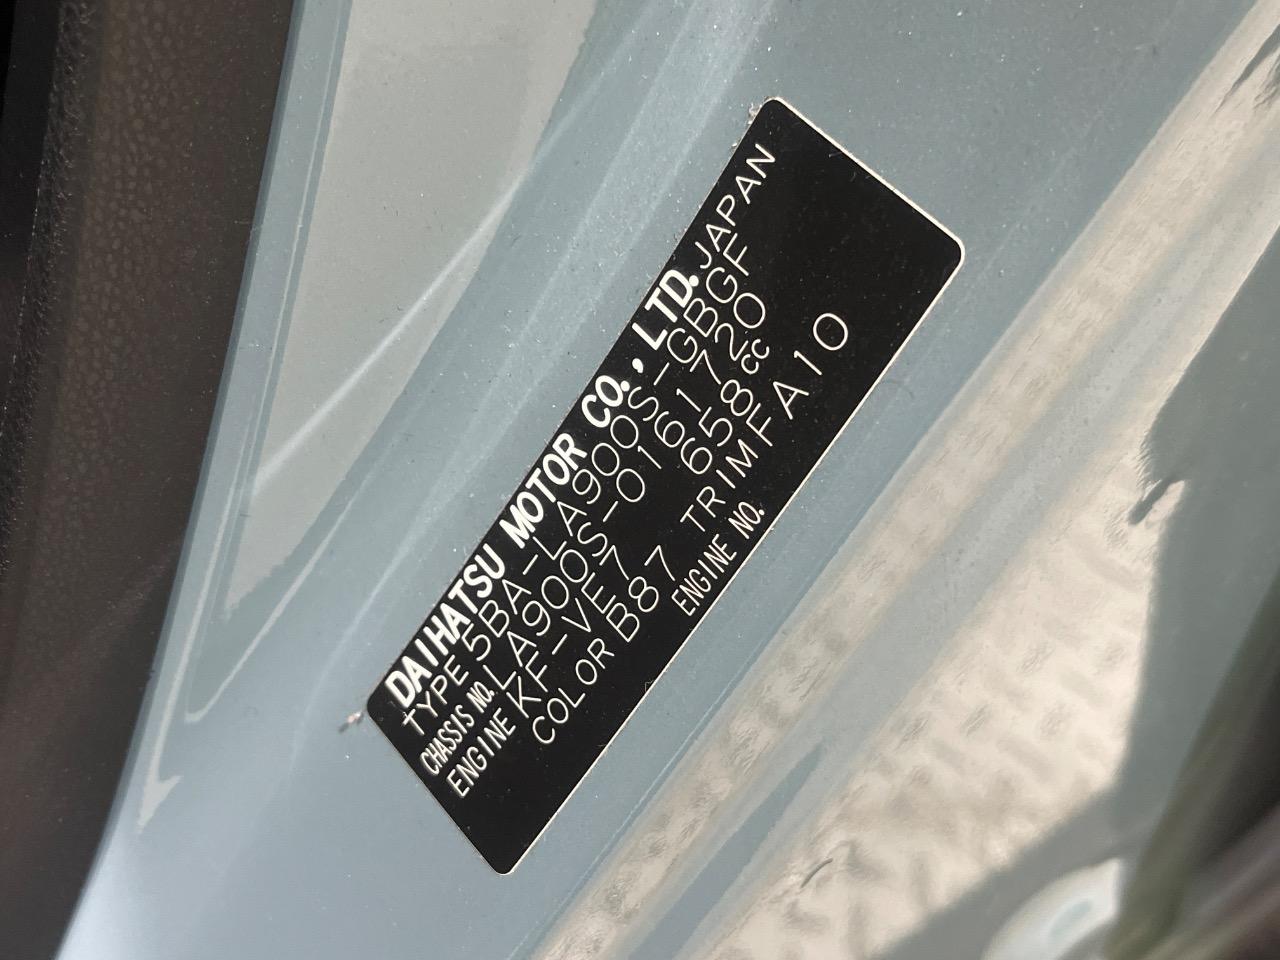 DAIHATSU MOTOR CO., LTD. JAPAN
TYPE 5BA-LA900S-GBGF
CHASSIS NO. LA900S-0161720
ENGINE KF-VE7 658cc
COLOR B87 TRIM FA10
ENGINE NO.